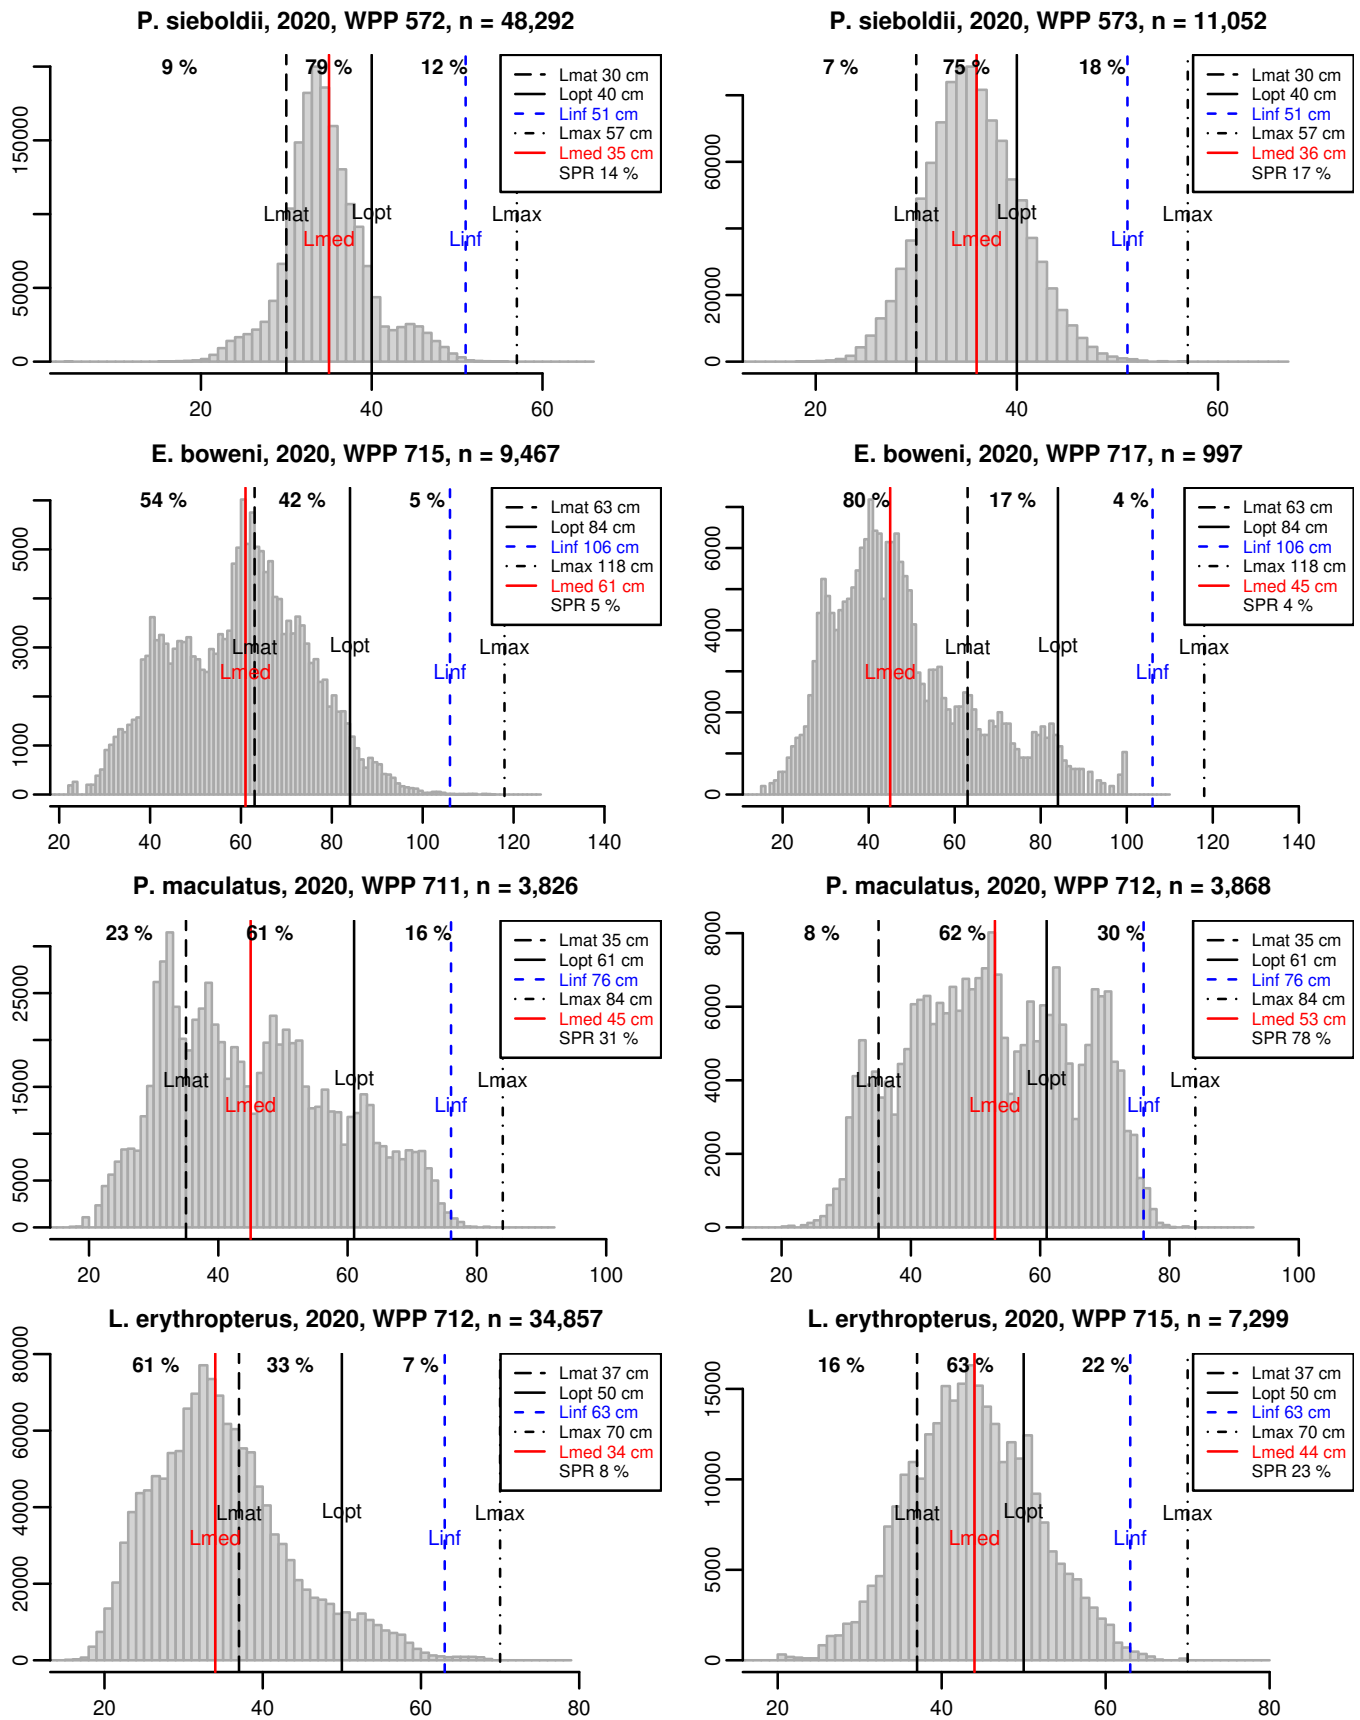 P. sieboldii, 2020, WPP 572, n = 48,292
9 % 79 % 12 %
Lmat 30 cm
Lopt 40 cm
Linf 51 cm
Lmax 57 cm
Lmed 35 cm
SPR 14 %
Lmat Lopt Lmax
Lmed Linf
0 50000 150000
20 40 60
P. sieboldii, 2020, WPP 573, n = 11,052
7 % 75 % 18 %
Lmat 30 cm
Lopt 40 cm
Linf 51 cm
Lmax 57 cm
Lmed 36 cm
SPR 17 %
Lmat Lopt Lmax
Lmed Linf
0 20000 60000
20 40 60
E. boweni, 2020, WPP 715, n = 9,467
54 % 42 % 5 %
Lmat 63 cm
Lopt 84 cm
Linf 106 cm
Lmax 118 cm
Lmed 61 cm
SPR 5 %
Lmat Lopt Lmax
Lmed Linf
0 1000 3000 5000
20 40 60 80 100 120 140
E. boweni, 2020, WPP 717, n = 997
80 % 17 % 4 %
Lmat 63 cm
Lopt 84 cm
Linf 106 cm
Lmax 118 cm
Lmed 45 cm
SPR 4 %
Lmat Lopt Lmax
Lmed Linf
0 2000 4000 6000
20 40 60 80 100 120 140
P. maculatus, 2020, WPP 711, n = 3,826
23 % 61 % 16 %
Lmat 35 cm
Lopt 61 cm
Linf 76 cm
Lmax 84 cm
Lmed 45 cm
SPR 31 %
Lmat Lopt Lmax
Lmed Linf
0 5000 15000 25000
20 40 60 80 100
P. maculatus, 2020, WPP 712, n = 3,868
8 % 62 % 30 %
Lmat 35 cm
Lopt 61 cm
Linf 76 cm
Lmax 84 cm
Lmed 53 cm
SPR 78 %
Lmat Lopt Lmax
Lmed Linf
0 2000 4000 6000 8000
20 40 60 80 100
L. erythropterus, 2020, WPP 712, n = 34,857
61 % 33 % 7 %
Lmat 37 cm
Lopt 50 cm
Linf 63 cm
Lmax 70 cm
Lmed 34 cm
SPR 8 %
Lmat Lopt Lmax
Lmed Linf
0 20000 40000 60000 80000
20 40 60 80
L. erythropterus, 2020, WPP 715, n = 7,299
16 % 63 % 22 %
Lmat 37 cm
Lopt 50 cm
Linf 63 cm
Lmax 70 cm
Lmed 44 cm
SPR 23 %
Lmat Lopt Lmax
Lmed Linf
0 5000 10000 15000
20 40 60 80